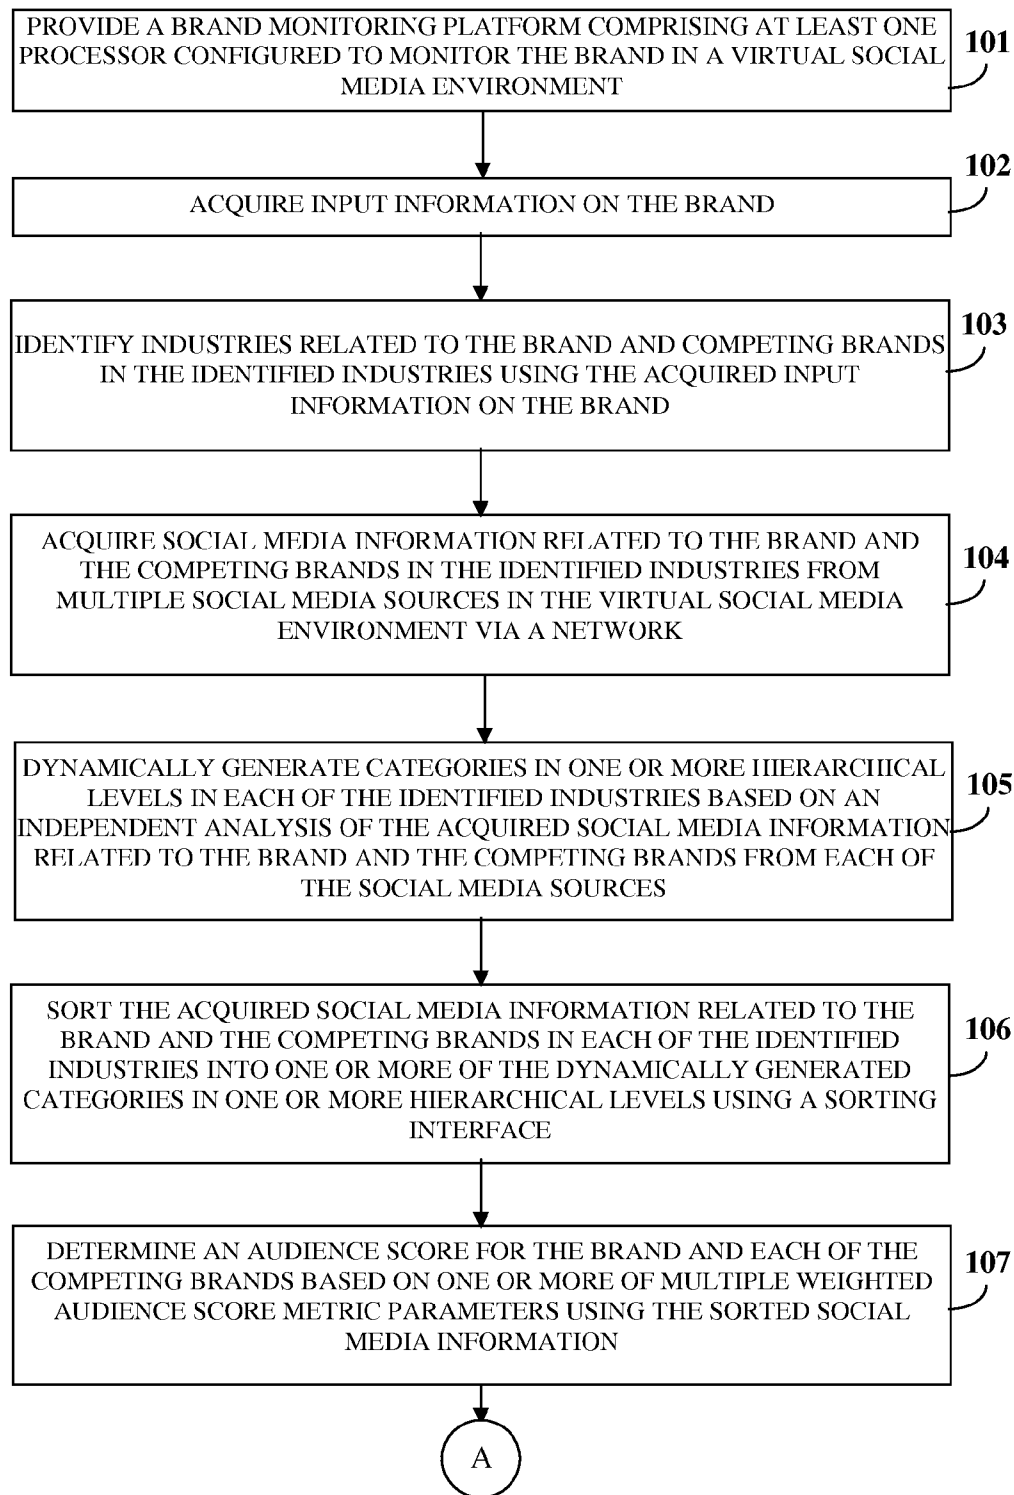 PROVIDE A BRAND MONITORING PLATFORM COMPRISING AT LEAST ONE
PROCESSOR CONFIGURED TO MONITOR THE BRAND IN A VIRTUAL SOCIAL
MEDIA ENVIRONMENT
101
ACQUIRE INPUT INFORMATION ON THE BRAND
102
IDENTIFY INDUSTRIES RELATED TO THE BRAND AND COMPETING BRANDS
IN THE IDENTIFIED INDUSTRIES USING THE ACQUIRED INPUT
INFORMATION ON THE BRAND
103
ACQUIRE SOCIAL MEDIA INFORMATION RELATED TO THE BRAND AND
THE COMPETING BRANDS IN THE IDENTIFIED INDUSTRIES FROM
MULTIPLE SOCIAL MEDIA SOURCES IN THE VIRTUAL SOCIAL MEDIA
ENVIRONMENT VIA A NETWORK
104
DYNAMICALLY GENERATE CATEGORIES IN ONE OR MORE HIERARCHICAL
LEVELS IN EACH OF THE IDENTIFIED INDUSTRIES BASED ON AN
INDEPENDENT ANALYSIS OF THE ACQUIRED SOCIAL MEDIA INFORMATION
RELATED TO THE BRAND AND THE COMPETING BRANDS FROM EACH OF
THE SOCIAL MEDIA SOURCES
105
SORT THE ACQUIRED SOCIAL MEDIA INFORMATION RELATED TO THE
BRAND AND THE COMPETING BRANDS IN EACH OF THE IDENTIFIED
INDUSTRIES INTO ONE OR MORE OF THE DYNAMICALLY GENERATED
CATEGORIES IN ONE OR MORE HIERARCHICAL LEVELS USING A SORTING
INTERFACE
106
DETERMINE AN AUDIENCE SCORE FOR THE BRAND AND EACH OF THE
COMPETING BRANDS BASED ON ONE OR MORE OF MULTIPLE WEIGHTED
AUDIENCE SCORE METRIC PARAMETERS USING THE SORTED SOCIAL
MEDIA INFORMATION
107
A